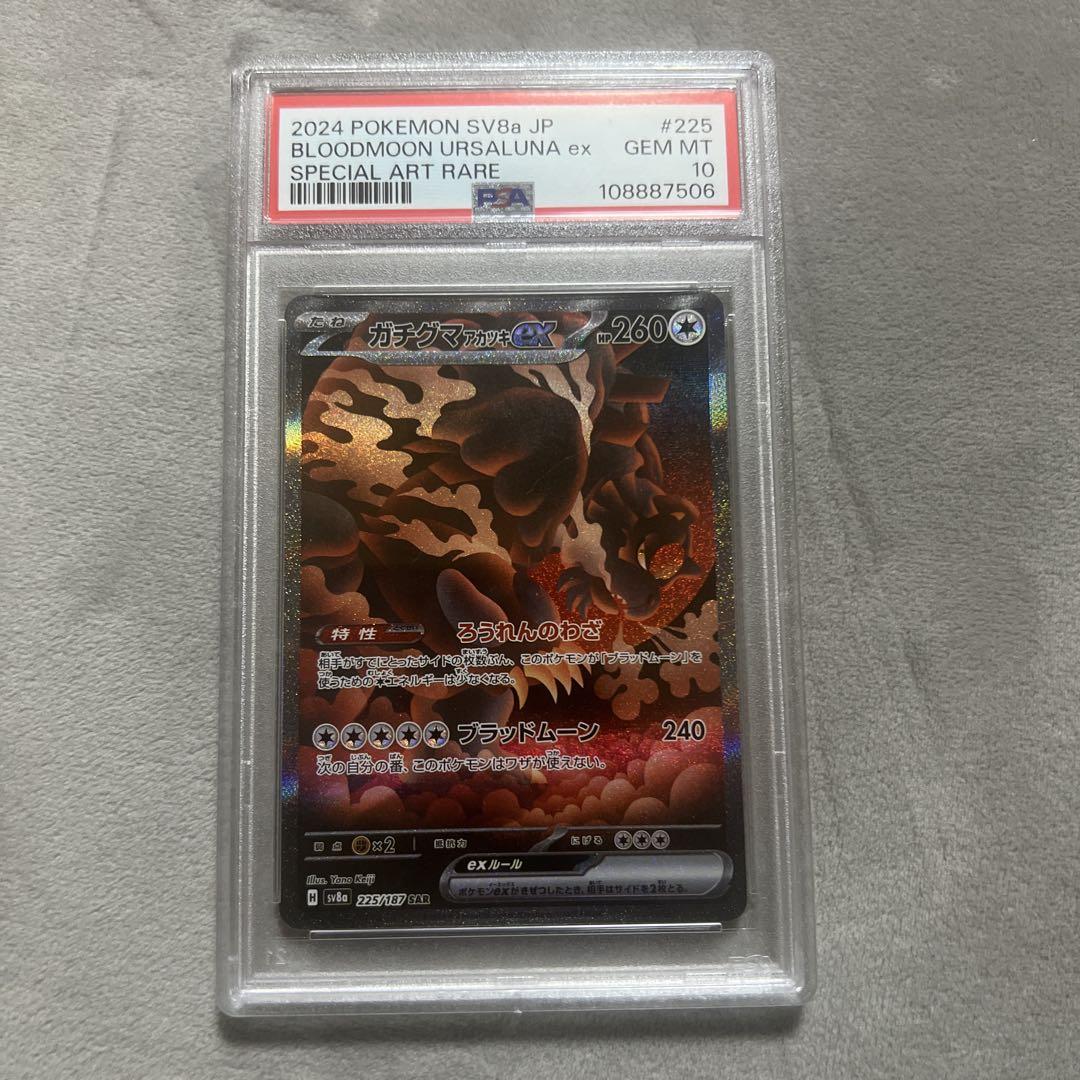 2024 POKEMON SV8a JP #225
BLOODMOON URSALUNA ex GEM MT
SPECIAL ART RARE 10
PSA 108887506
たね ガチグマ アカツキ ex HP260
特性 ろうれんのわざ
相手がすでにとったサイドの枚数ぶん、このポケモンが「ブラッドムーン」を
使うためのエネルギーは少なくなる。
ブラッドムーン 240
次の自分の番、このポケモンはワザが使えない。
弱点 ×2 抵抗力 にげる
exルール
ポケモンexがきぜつしたとき、相手はサイドを2枚とる。
Illus. Yano Keiji
H sv8a 225/187 SAR